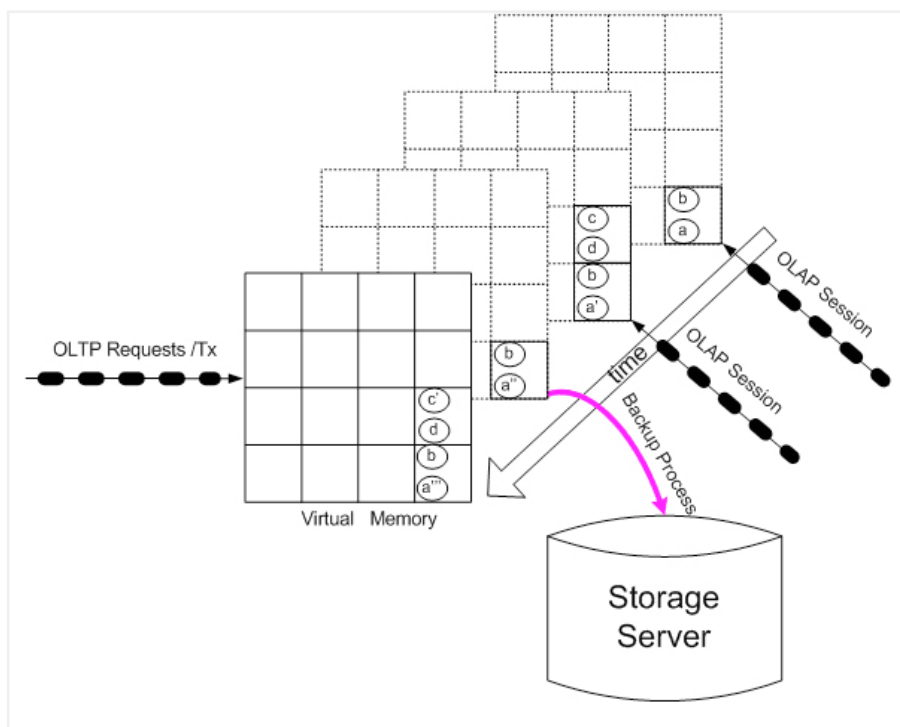 b
a
c
d
b
a'
OLAP Session
OLAP Session
OLTP Requests /Tx
b
a''
time
c'
d
b
a'''
Backup Process
Virtual Memory
Storage
Server